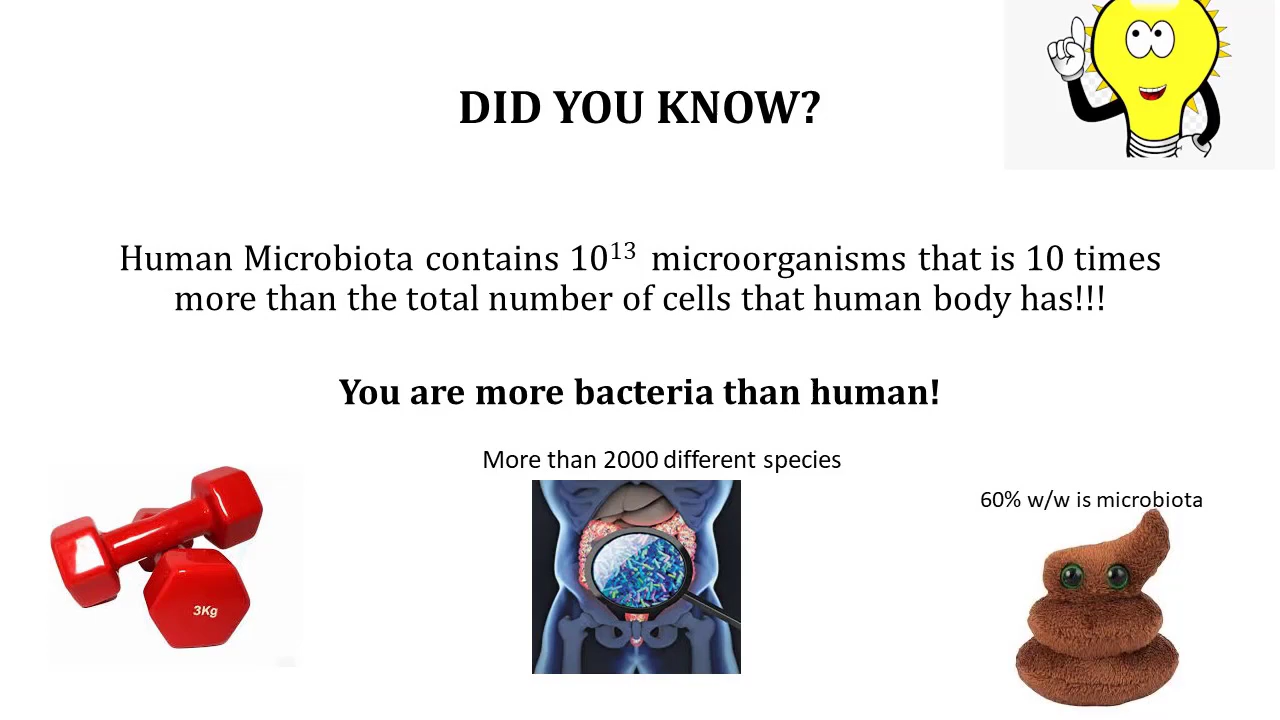 DID YOU KNOW?
Human Microbiota contains 10¹³ microorganisms that is 10 times
more than the total number of cells that human body has!!!
You are more bacteria than human!
More than 2000 different species
60% w/w is microbiota
3Kg